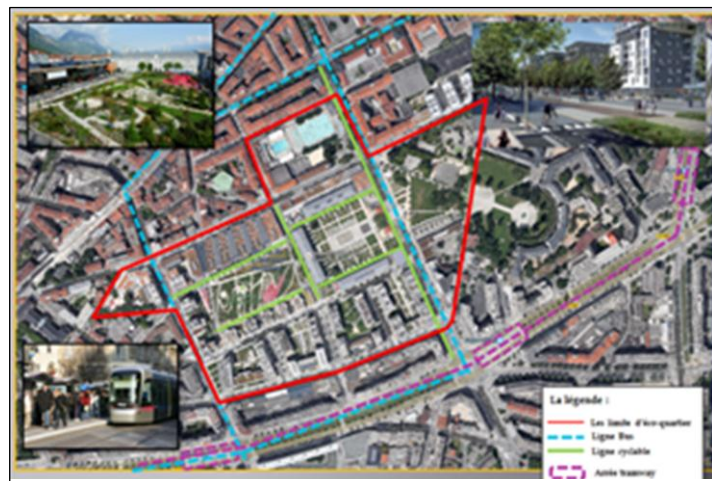 La légende :
Les limite d'éco-quartier
Ligne Bus
Ligne cyclable
Arrêt tramway